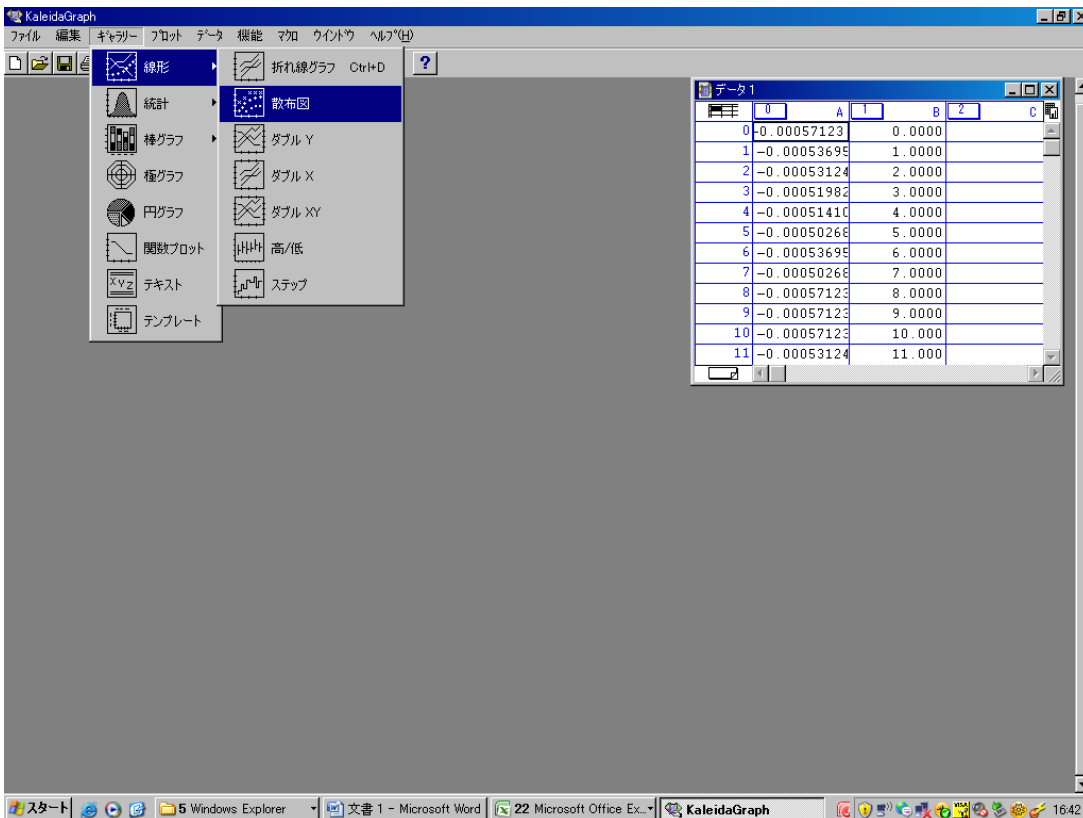 KaleidaGraph
ファイル 編集 ギャラリー プロット データ 機能 マクロ ウインドウ ヘルプ(H)
線形
統計
棒グラフ
極グラフ
円グラフ
関数プロット
XYZ テキスト
テンプレート
折れ線グラフ Ctrl+D
散布図
ダブル Y
ダブル X
ダブル XY
高/低
ステップ
?
データ1
0 A 1 B 2 C
0 -0.00057123 0.0000
1 -0.00053695 1.0000
2 -0.00053124 2.0000
3 -0.00051982 3.0000
4 -0.00051410 4.0000
5 -0.00050268 5.0000
6 -0.00053695 6.0000
7 -0.00050268 7.0000
8 -0.00057123 8.0000
9 -0.00057123 9.0000
10 -0.00057123 10.000
11 -0.00053124 11.000
スタート 5 Windows Explorer 文書 1 - Microsoft Word 22 Microsoft Office Ex... KaleidaGraph 16:42